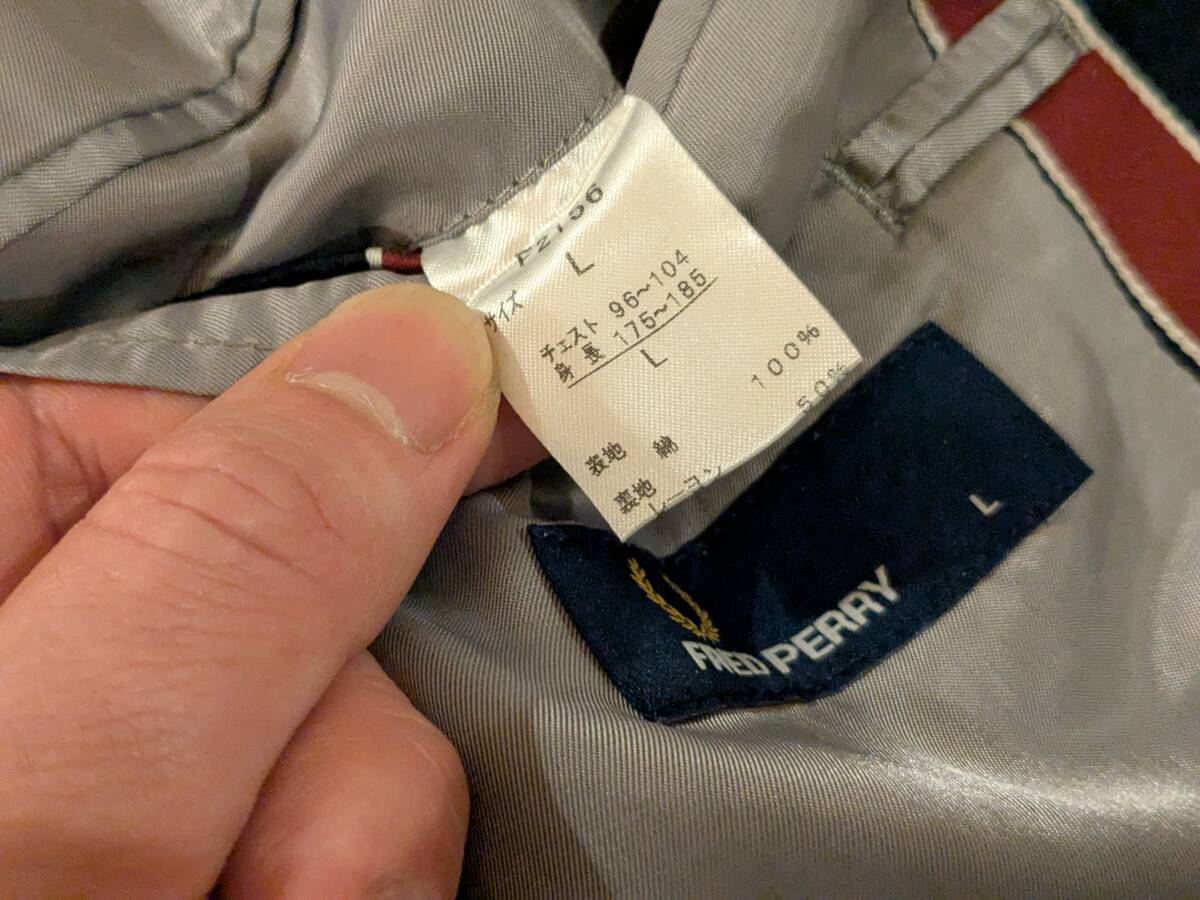 F2156
L
サイズ
チェスト 96~104
身長 175~185
L
表地 綿 100%
裏地
レーヨン 50%
L
FRED PERRY